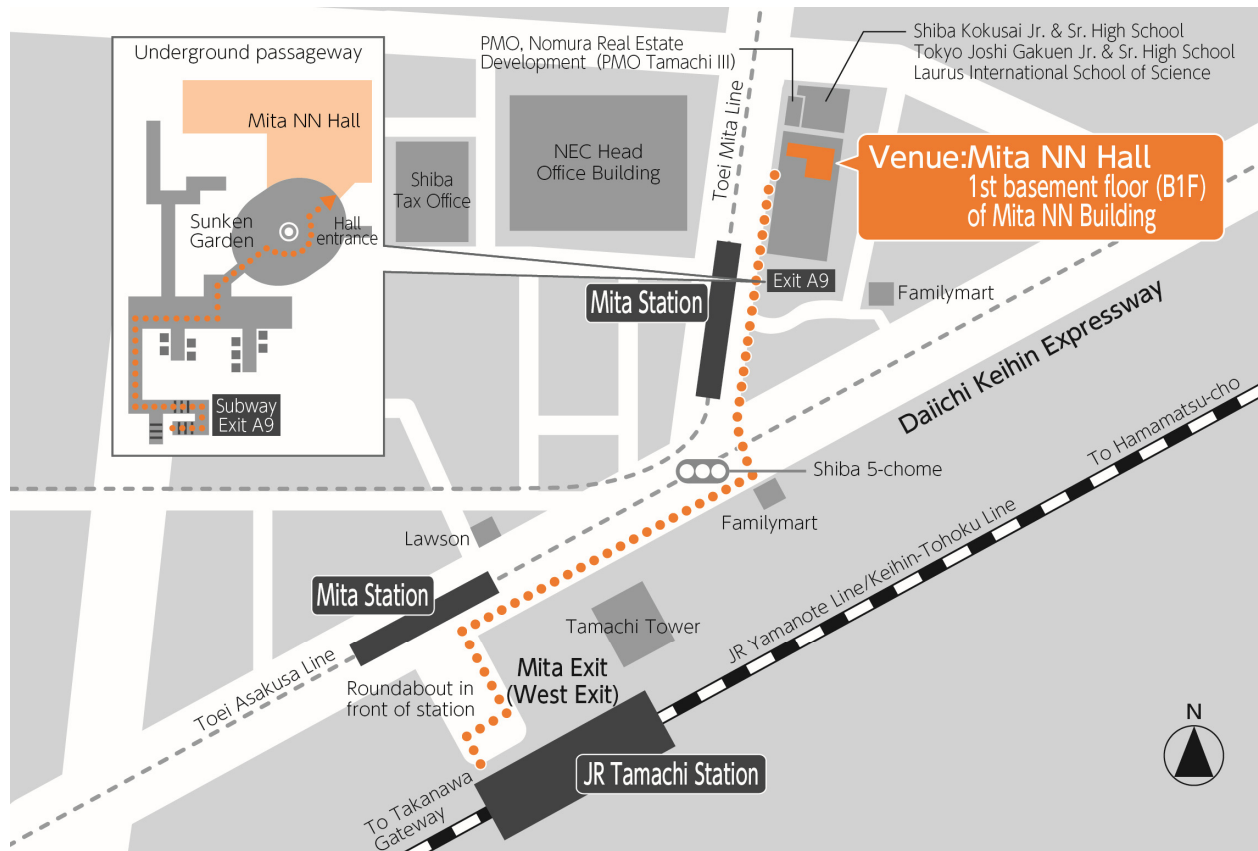 Underground passageway
Mita NN Hall
Sunken
Garden
Hall
entrance
Subway
Exit A9
PMO, Nomura Real Estate
Development (PMO Tamachi III)
Shiba Kokusai Jr. & Sr. High School
Tokyo Joshi Gakuen Jr. & Sr. High School
Laurus International School of Science
Toei Mita Line
NEC Head
Office Building
Shiba
Tax Office
Venue:Mita NN Hall
1st basement floor (B1F)
of Mita NN Building
Exit A9
Mita Station
Familymart
Daiichi Keihin Expressway
To Hamamatsu-cho
Shiba 5-chome
Familymart
Lawson
Mita Station
JR Yamanote Line/Keihin-Tohoku Line
Tamachi Tower
Mita Exit
(West Exit)
Toei Asakusa Line
Roundabout in
front of station
JR Tamachi Station
To Takanawa
Gateway
N